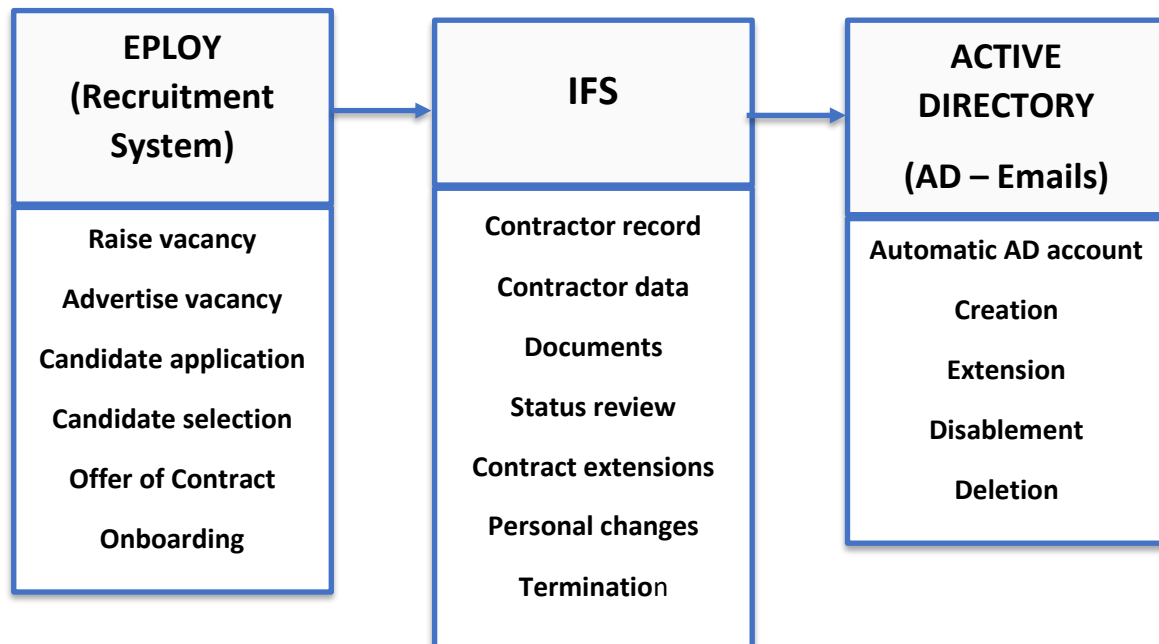 EPLOY
(Recruitment
System)
Raise vacancy
Advertise vacancy
Candidate application
Candidate selection
Offer of Contract
Onboarding
IFS
Contractor record
Contractor data
Documents
Status review
Contract extensions
Personal changes
Termination
ACTIVE
DIRECTORY
(AD – Emails)
Automatic AD account
Creation
Extension
Disablement
Deletion